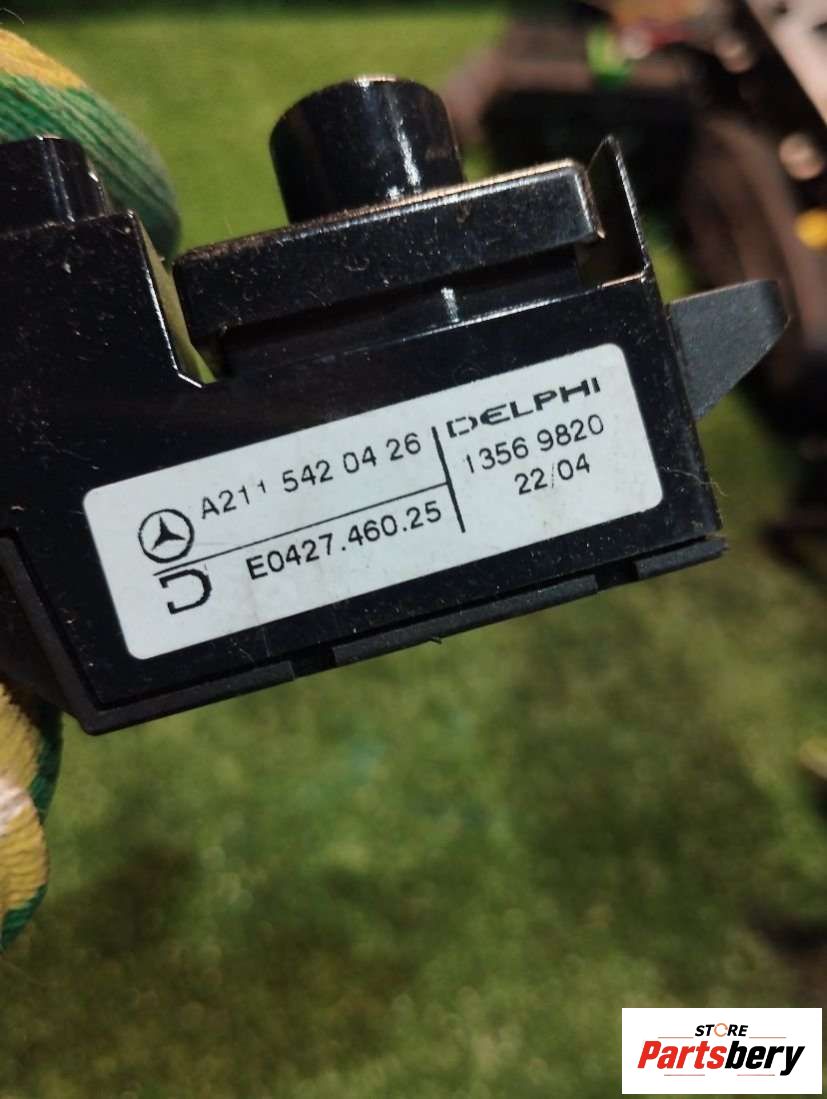 A211 542 04 26
E0427.460.25
DELPHI
1356 9820
22/04
STORE
Partsbery